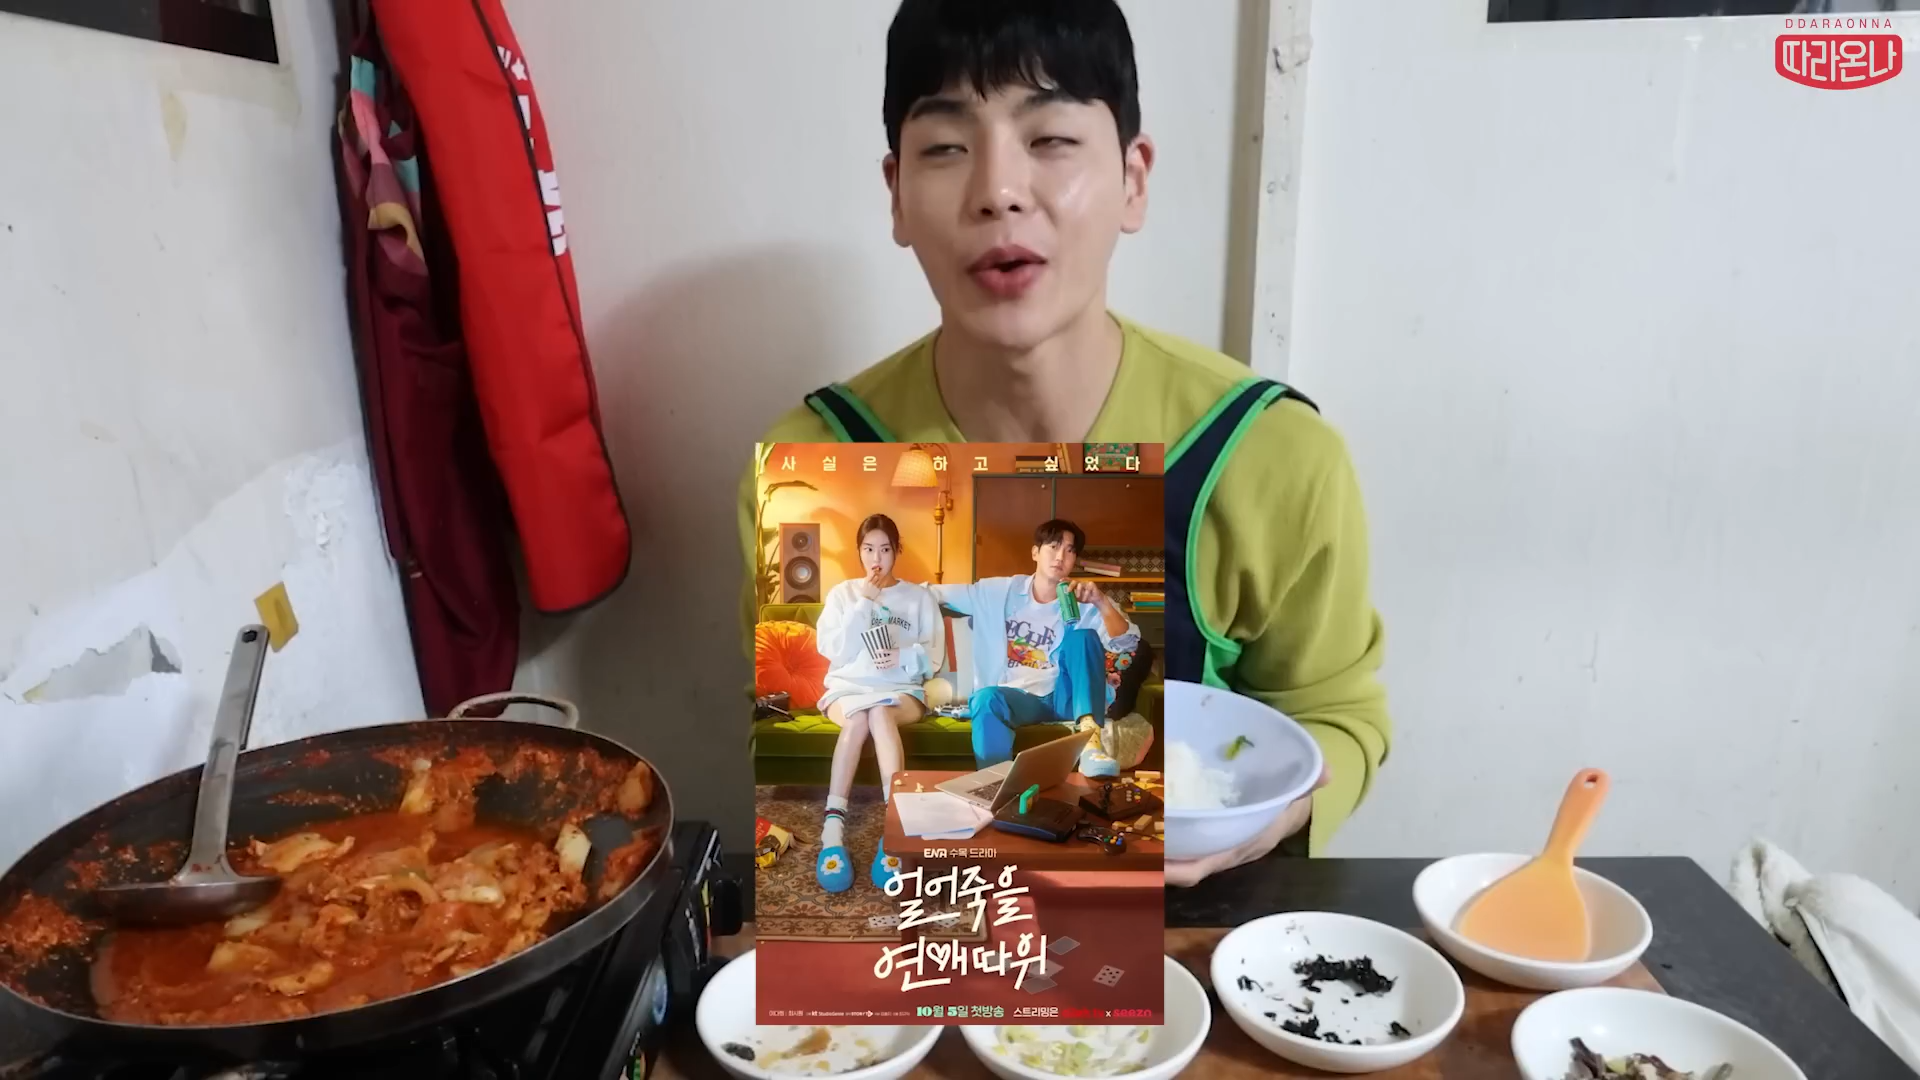 DDARAONNA
따라온나
사실은 하고 싶었다
ENA 수목 드라마
얼어죽을
연애따위
10월 5일 첫방송 스트리밍은 x seezn